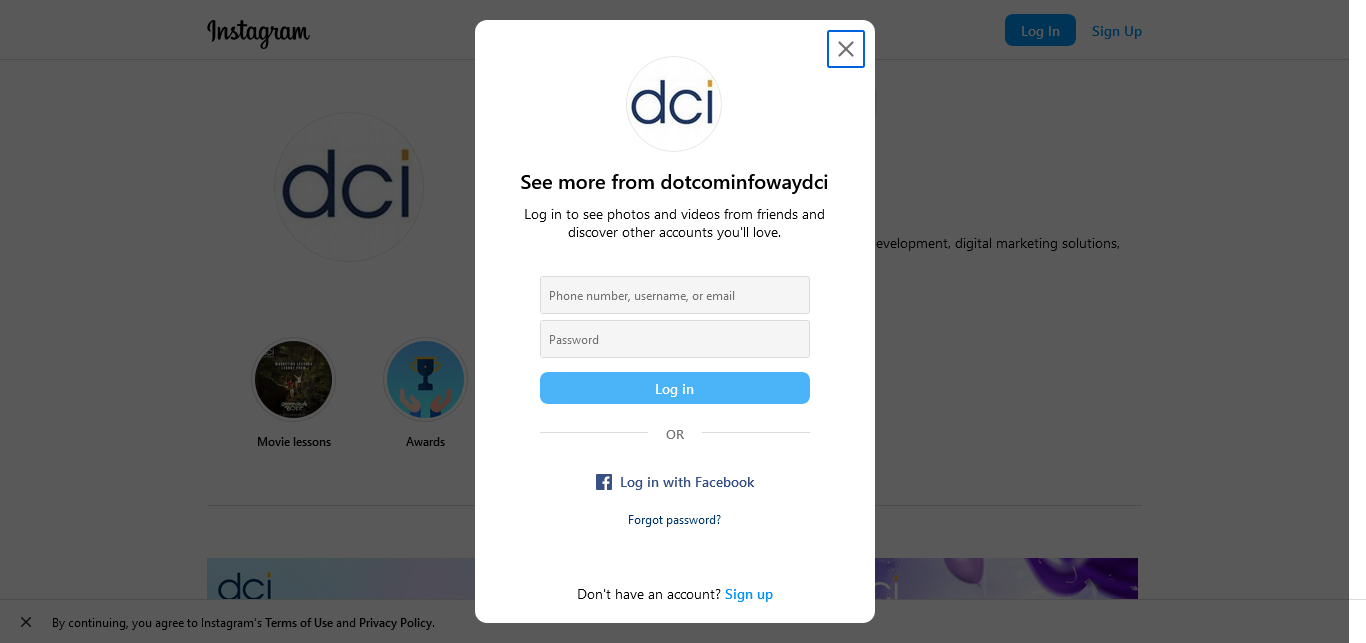 Instagram
Log In
Sign Up
dci
dci
See more from dotcominfowaydci
Log in to see photos and videos from friends and
discover other accounts you'll love.
evelopment, digital marketing solutions,
Phone number, username, or email
Password
Log in
OR
Movie lessons
Awards
Log in with Facebook
Forgot password?
dci
ci
Don't have an account? Sign up
By continuing, you agree to Instagram's Terms of Use and Privacy Policy.